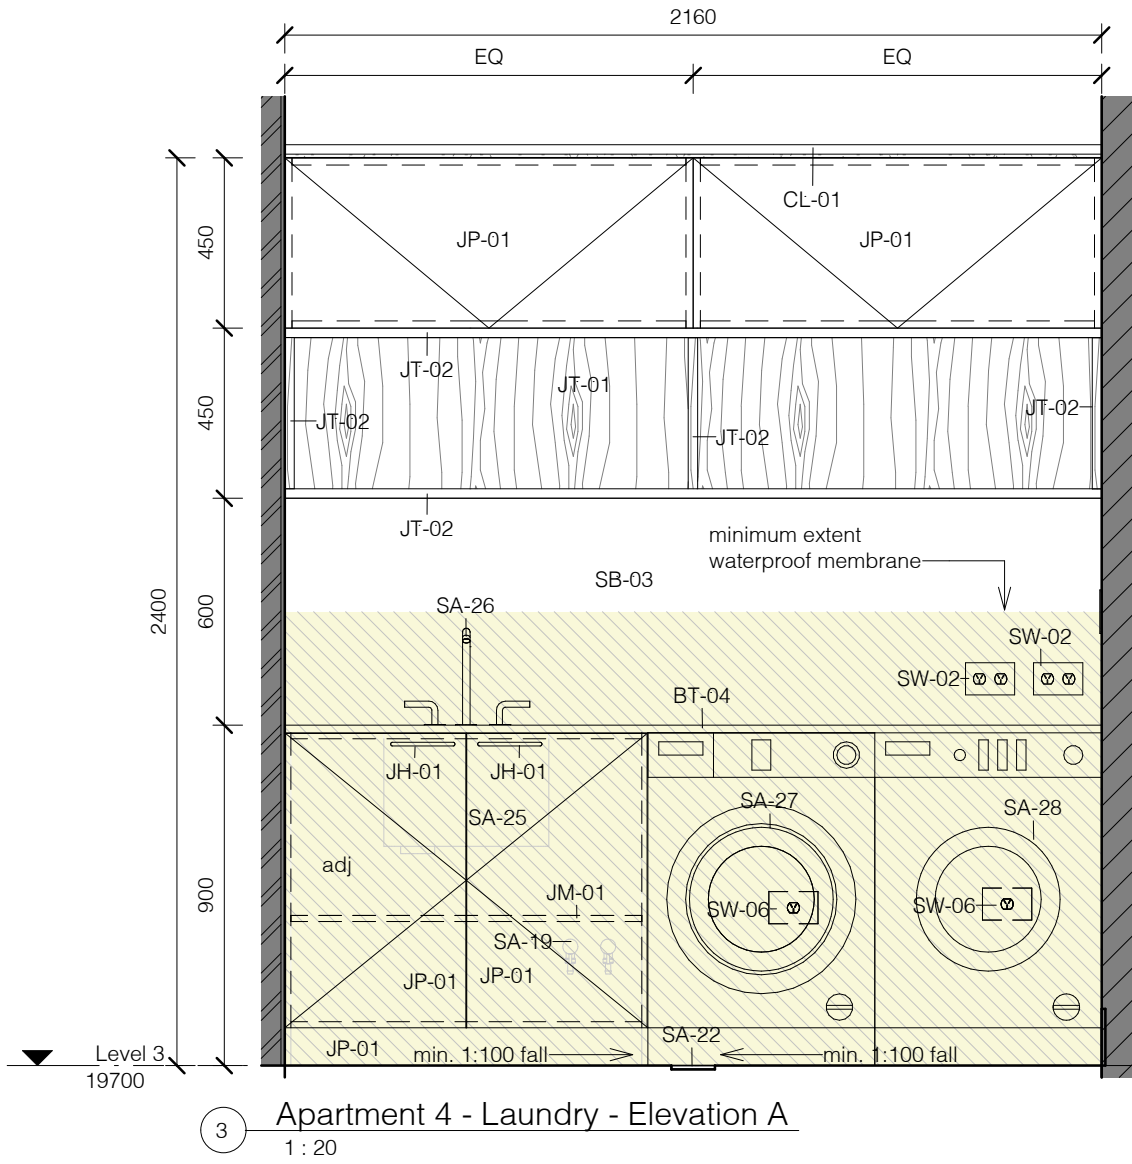 2160
EQ
EQ
CL-01
JP-01
JP-01
450
JT-02
JT-01
JT-02
JT-02
JT-02
450
JT-02
minimum extent
waterproof membrane
SB-03
2400
600
SA-26
SW-02
SW-02
BT-04
JH-01
JH-01
SA-25
SA-27
SA-28
adj
900
JM-01
SW-06
SW-06
SA-19
JP-01
JP-01
SA-22
JP-01
min. 1:100 fall
min. 1:100 fall
Level 3
19700
3
Apartment 4 - Laundry - Elevation A
1 : 20